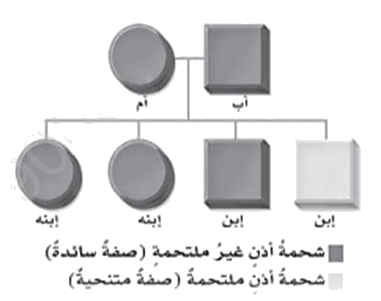 أم أب
إبنه إبنه إبن إبن
شحمةُ أذنٍ غيرُ ملتحمةٍ (صفةٌ سائدةٌ)
شحمةُ أذنٍ ملتحمةٌ (صفةٌ متنحيةٌ)